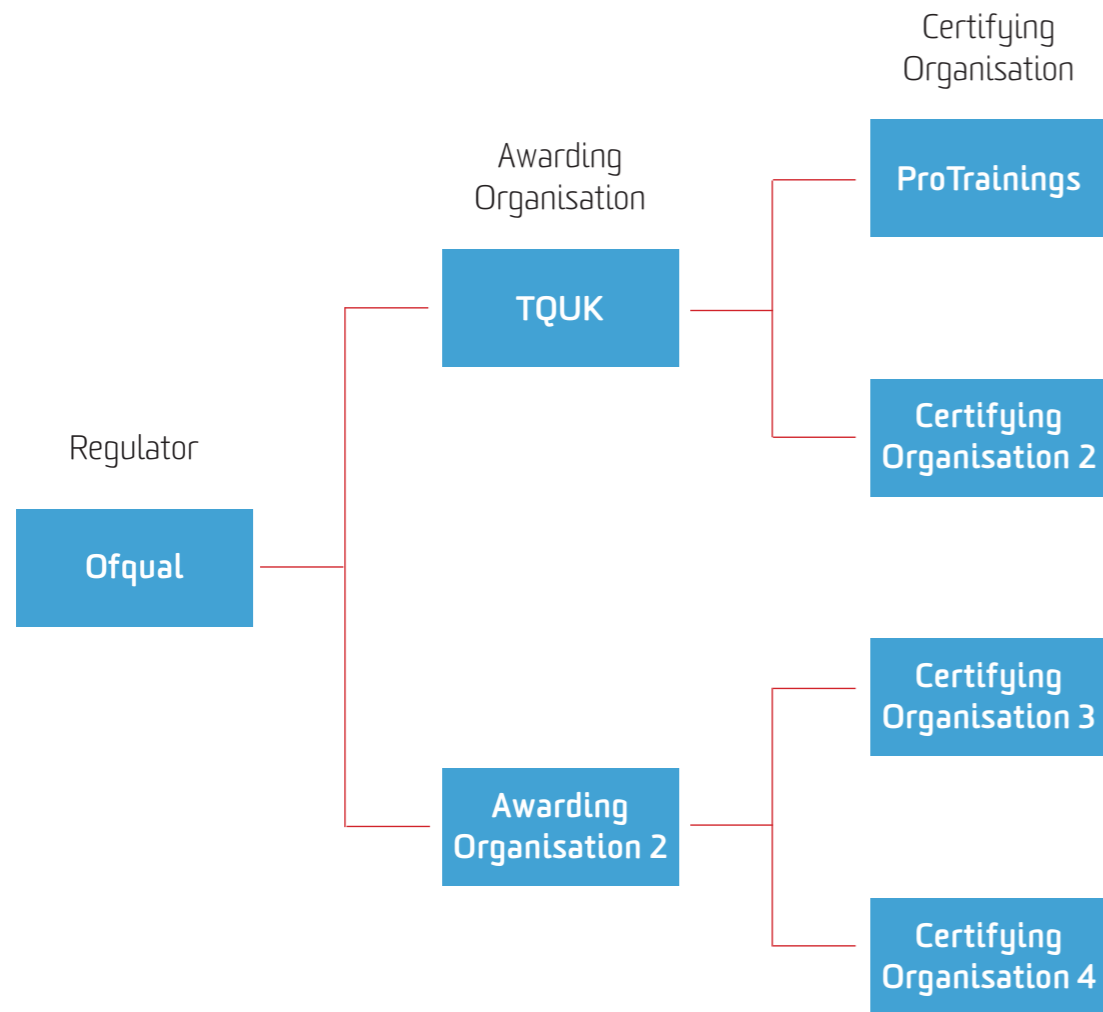 Certifying
Organisation
ProTrainings
Awarding
Organisation
TQUK
Certifying
Organisation 2
Regulator
Ofqual
Certifying
Organisation 3
Awarding
Organisation 2
Certifying
Organisation 4